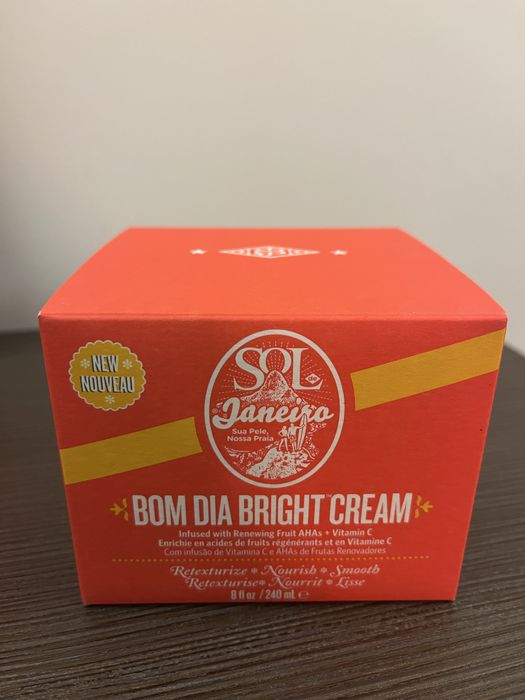 NEW
NOUVEAU
SOL
de
Janeiro
Sua Pele,
Nossa Praia
BOM DIA BRIGHT™ CREAM
Infused with Renewing Fruit AHAs + Vitamin C
Enrichie en acides de fruits régénérants et en Vitamine C
Com infusão de Vitamina C e AHAs de Frutas Renovadores
Retexturize * Nourish * Smooth
Retexturise * Nourrit * Lisse
8 fl oz / 240 mL ℮